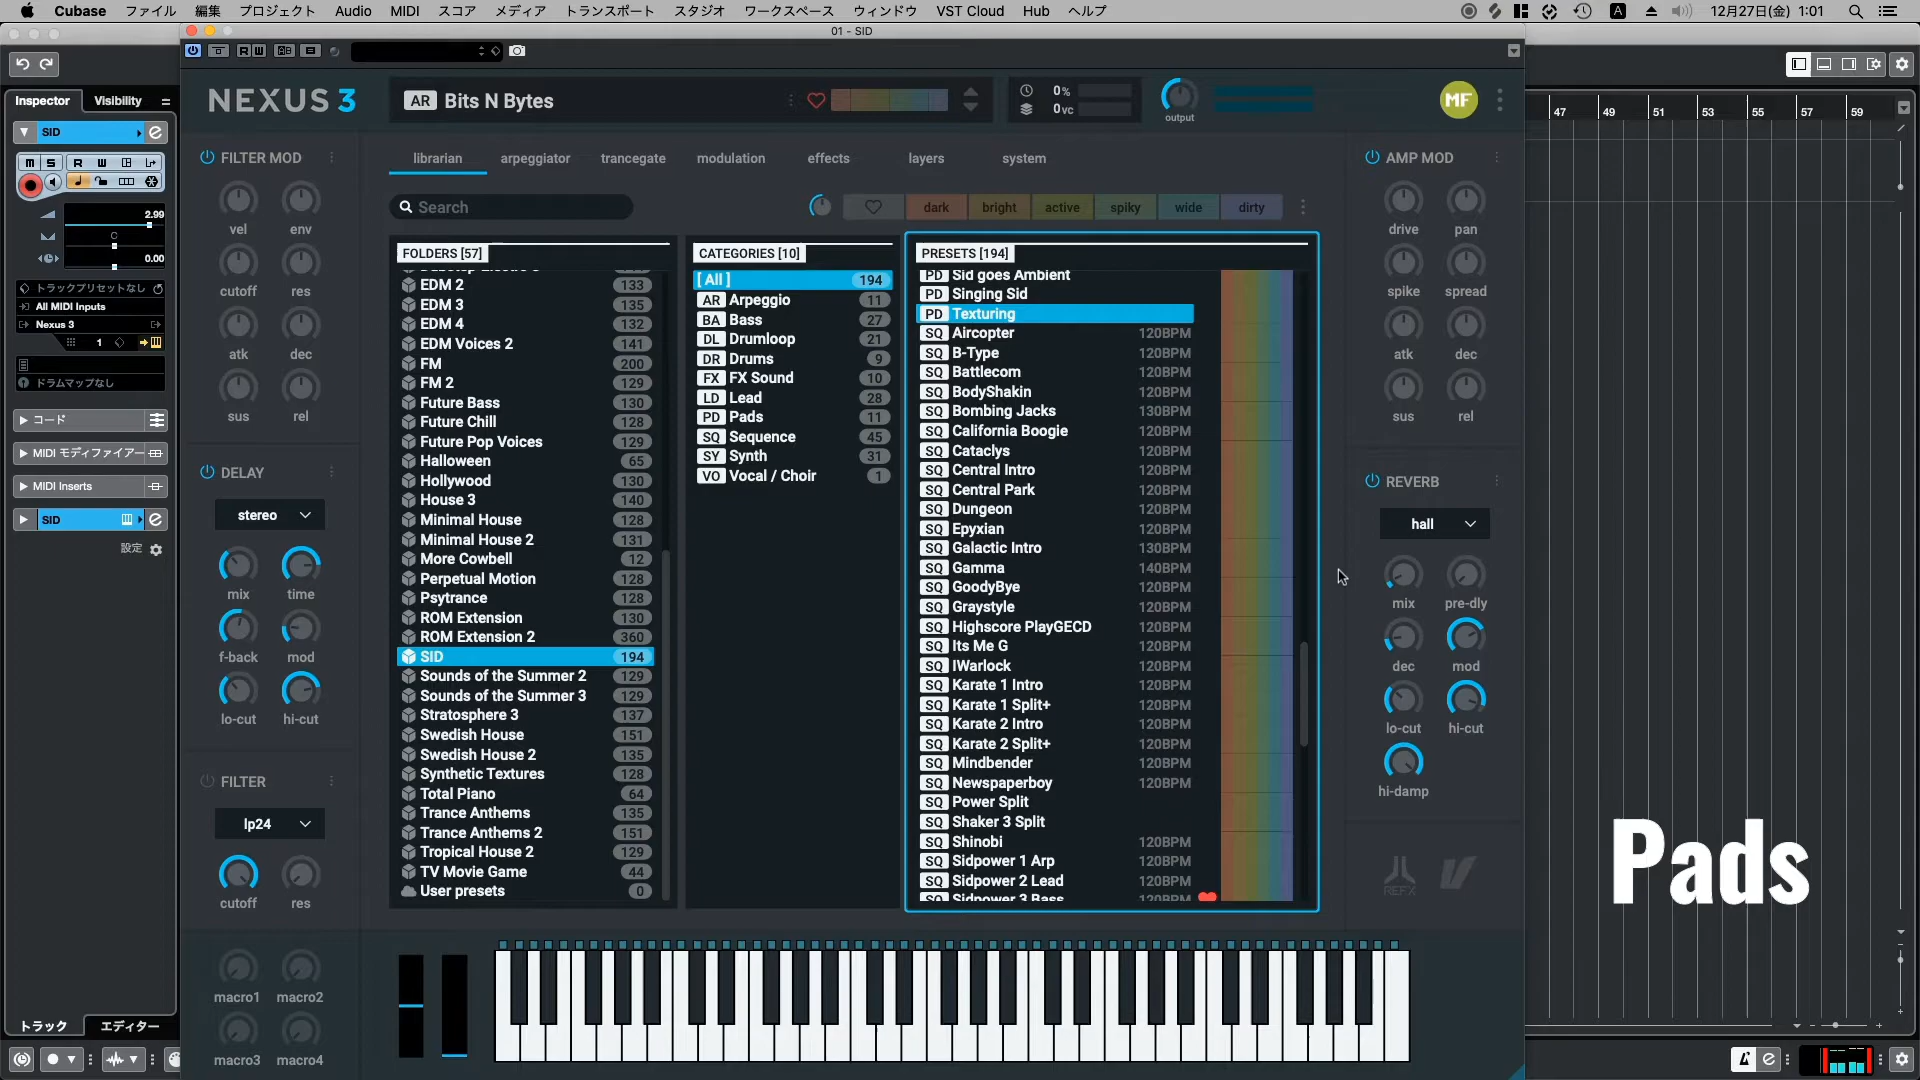 Cubase ファイル 編集 プロジェクト Audio MIDI スコア メディア トランスポート スタジオ ワークスペース ウィンドウ VST Cloud Hub ヘルプ A 12月27日(金) 1:01
01 - SID
NEXUS 3
AR Bits N Bytes
0%
0vc
output
MF
Inspector Visibility
SID
M S R W
2.99
C
0.00
トラックプリセットなし
All MIDI Inputs
Nexus 3
1
ドラムマップなし
コード
MIDI モディファイアー
MIDI Inserts
SID
設定
トラック エディター
47 49 51 53 55 57 59
librarian arpeggiator trancegate modulation effects layers system
Search
dark bright active spiky wide dirty
FILTER MOD
vel env
cutoff res
atk dec
sus rel
DELAY
stereo
mix time
f-back mod
lo-cut hi-cut
FILTER
lp24
cutoff res
macro1 macro2
macro3 macro4
FOLDERS [57]
EDM 2 133
EDM 3 135
EDM 4 132
EDM Voices 2 141
FM 200
FM 2 129
Future Bass 130
Future Chill 128
Future Pop Voices 129
Halloween 65
Hollywood 130
House 3 140
Minimal House 128
Minimal House 2 131
More Cowbell 12
Perpetual Motion 128
Psytrance 128
ROM Extension 130
ROM Extension 2 360
SID 194
Sounds of the Summer 2 129
Sounds of the Summer 3 129
Stratosphere 3 137
Swedish House 151
Swedish House 2 135
Synthetic Textures 128
Total Piano 64
Trance Anthems 135
Trance Anthems 2 151
Tropical House 2 129
TV Movie Game 44
User presets 0
CATEGORIES [10]
[ All ] 194
AR Arpeggio 11
BA Bass 27
DL Drumloop 21
DR Drums 9
FX FX Sound 10
LD Lead 28
PD Pads 11
SQ Sequence 45
SY Synth 31
VO Vocal / Choir 1
PRESETS [194]
PD Sid goes Ambient
PD Singing Sid
PD Texturing
SQ Aircopter 120BPM
SQ B-Type 120BPM
SQ Battlecom 120BPM
SQ BodyShakin 120BPM
SQ Bombing Jacks 130BPM
SQ California Boogie 120BPM
SQ Cataclys 120BPM
SQ Central Intro 120BPM
SQ Central Park 120BPM
SQ Dungeon 120BPM
SQ Epyxian 120BPM
SQ Galactic Intro 130BPM
SQ Gamma 140BPM
SQ GoodyBye 120BPM
SQ Graystyle 120BPM
SQ Highscore PlayGECD 120BPM
SQ Its Me G 120BPM
SQ IWarlock 120BPM
SQ Karate 1 Intro 120BPM
SQ Karate 1 Split+ 120BPM
SQ Karate 2 Intro 120BPM
SQ Karate 2 Split+ 120BPM
SQ Mindbender 120BPM
SQ Newspaperboy 120BPM
SQ Power Split
SQ Shaker 3 Split
SQ Shinobi 120BPM
SQ Sidpower 1 Arp 120BPM
SQ Sidpower 2 Lead 120BPM
SQ Sidpower 3 Bass 120BPM
AMP MOD
drive pan
spike spread
atk dec
sus rel
REVERB
hall
mix pre-dly
dec mod
lo-cut hi-cut
hi-damp
REFX
Pads